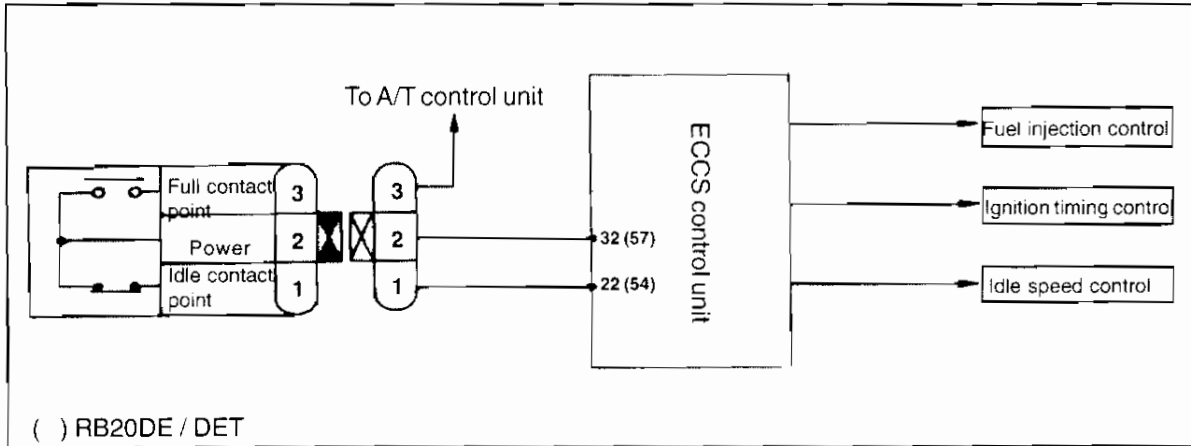 To A/T control unit
Full contact
point
3
3
Power
2
2
32 (57)
Idle contact
point
1
1
22 (54)
ECCS control unit
Fuel injection control
Ignition timing control
Idle speed control
( ) RB20DE / DET